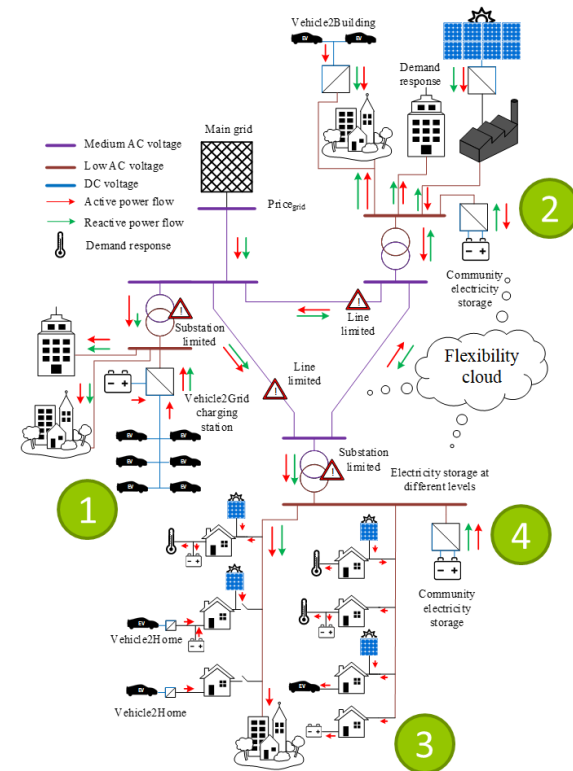 Vehicle2Building
EV
EV
Demand
response
Main grid
Medium AC voltage
Low AC voltage
DC voltage
Active power flow
Reactive power flow
Demand response
Price grid
2
Community
electricity
storage
Substation
limited
Line
limited
Line
limited
Flexibility
cloud
Vehicle2Grid
charging
station
EV
EV
EV
EV
EV
EV
Substation
limited
Electricity storage at
different levels
1
4
Community
electricity
storage
EV
Vehicle2Home
EV
EV
Vehicle2Home
3